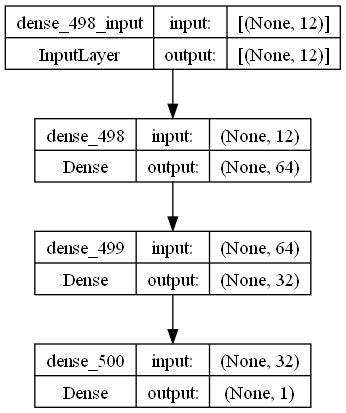 dense_498_input input: [(None, 12)]
InputLayer output: [(None, 12)]
dense_498 input: (None, 12)
Dense output: (None, 64)
dense_499 input: (None, 64)
Dense output: (None, 32)
dense_500 input: (None, 32)
Dense output: (None, 1)